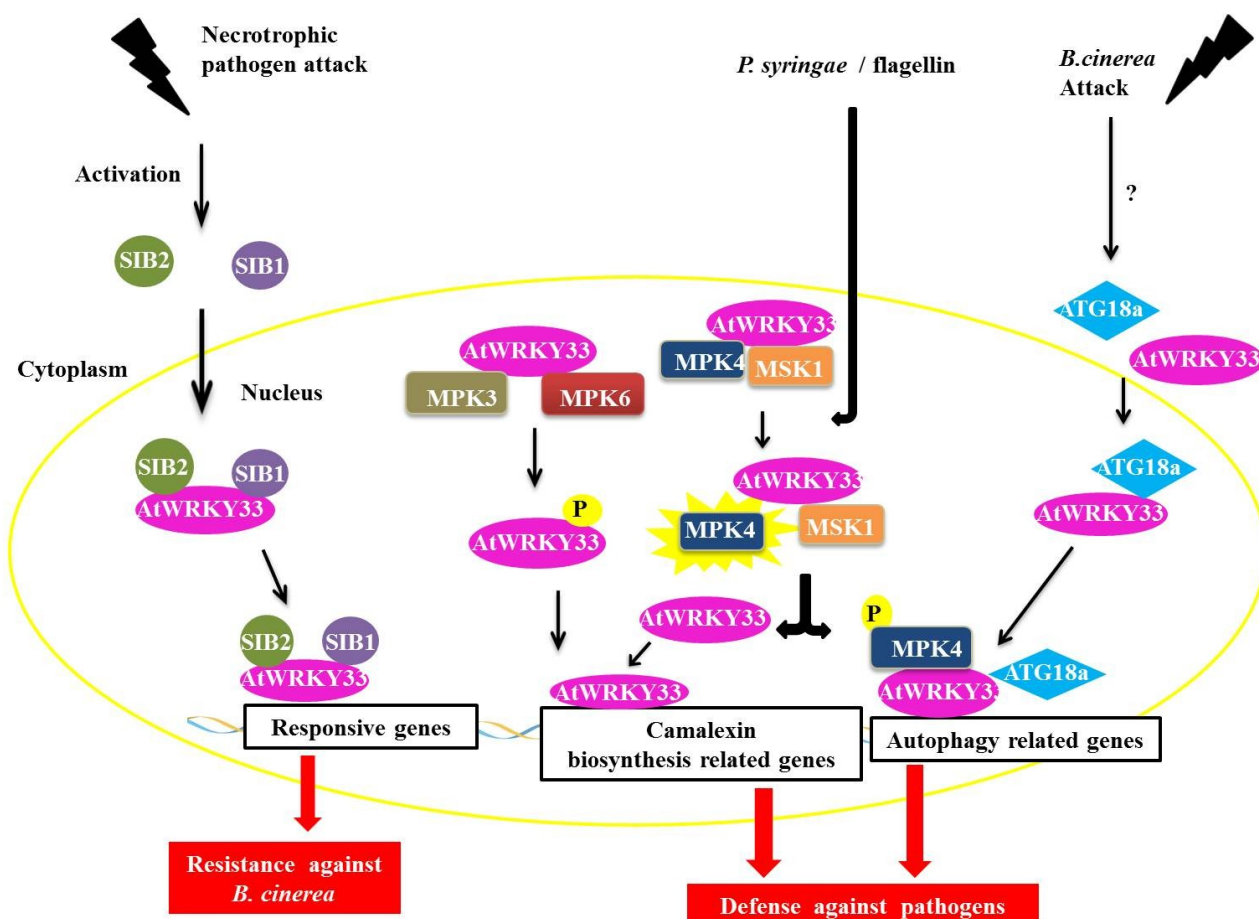 Necrotrophic
pathogen attack
P. syringae / flagellin
B.cinerea
Attack
Activation
?
SIB2
SIB1
ATG18a
AtWRKY33
MPK4
MSK1
AtWRKY33
Cytoplasm
Nucleus
AtWRKY33
MPK3
MPK6
SIB2
SIB1
AtWRKY33
AtWRKY33
MPK4
MSK1
ATG18a
AtWRKY33
P
AtWRKY33
SIB2
SIB1
AtWRKY33
AtWRKY33
P
MPK4
AtWRKY33
ATG18a
AtWRKY33
Responsive genes
Camalexin
biosynthesis related genes
Autophagy related genes
Resistance against
B. cinerea
Defense against pathogens